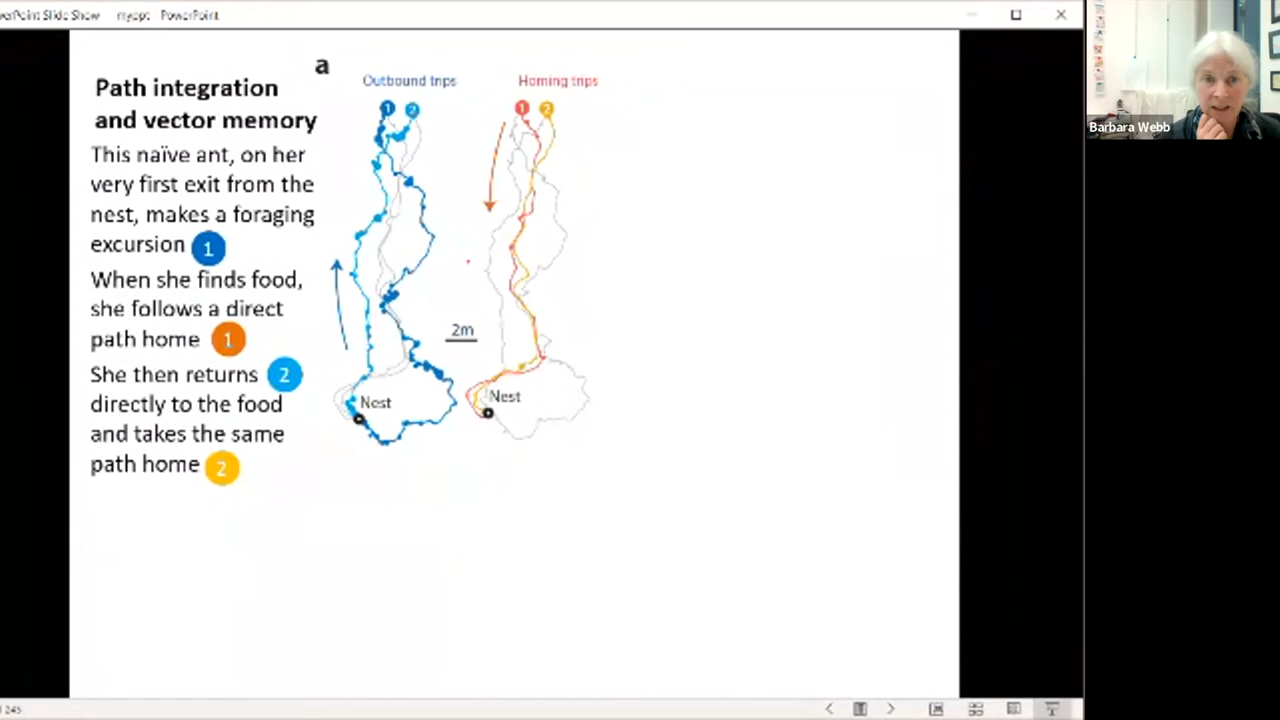 PowerPoint Slide Show myppt PowerPoint
Barbara Webb
a
Path integration
and vector memory
This naïve ant, on her
very first exit from the
nest, makes a foraging
excursion 1
When she finds food,
she follows a direct
path home 1
She then returns 2
directly to the food
and takes the same
path home 2
Outbound trips
1 2
2m
Nest
Homing trips
1 2
Nest